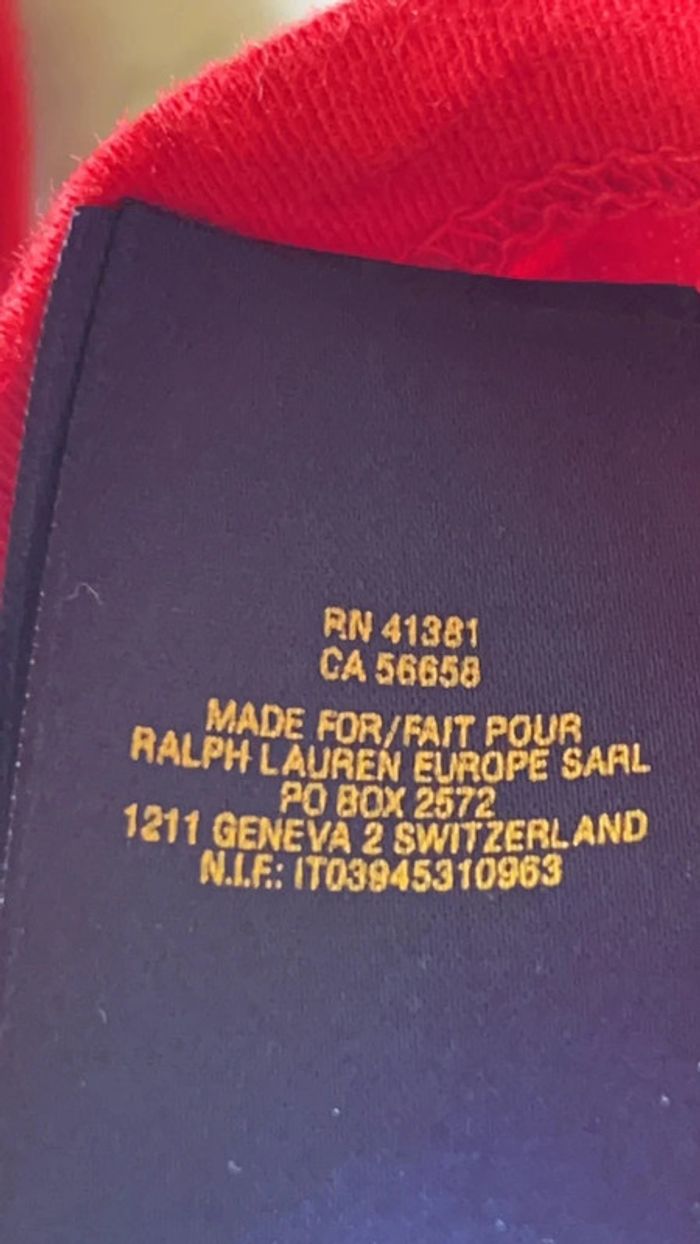 RN 41381
CA 56658
MADE FOR/FAIT POUR
RALPH LAUREN EUROPE SARL
PO BOX 2572
1211 GENEVA 2 SWITZERLAND
N.I.F.: IT03945310963